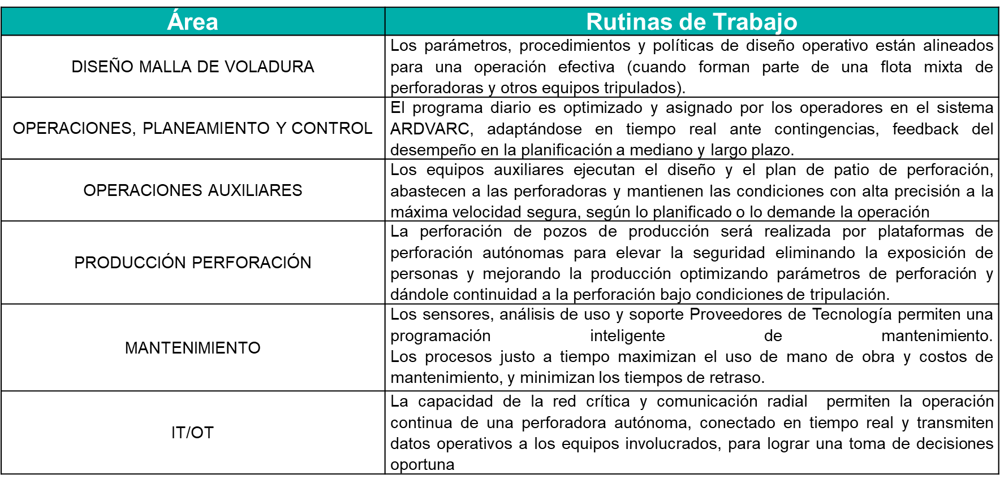 Área
Rutinas de Trabajo
DISEÑO MALLA DE VOLADURA
Los parámetros, procedimientos y políticas de diseño operativo están alineados
para una operación efectiva (cuando forman parte de una flota mixta de
perforadoras y otros equipos tripulados).
OPERACIONES, PLANEAMIENTO Y CONTROL
El programa diario es optimizado y asignado por los operadores en el sistema
ARDVARC, adaptándose en tiempo real ante contingencias, feedback del
desempeño en la planificación a mediano y largo plazo.
OPERACIONES AUXILIARES
Los equipos auxiliares ejecutan el diseño y el plan de patio de perforación,
abastecen a las perforadoras y mantienen las condiciones con alta precisión a la
máxima velocidad segura, según lo planificado o lo demande la operación
PRODUCCIÓN PERFORACIÓN
La perforación de pozos de producción será realizada por plataformas de
perforación autónomas para elevar la seguridad eliminando la exposición de
personas y mejorando la producción optimizando parámetros de perforación y
dándole continuidad a la perforación bajo condiciones de tripulación.
MANTENIMIENTO
Los sensores, análisis de uso y soporte Proveedores de Tecnología permiten una
programación inteligente de mantenimiento.
Los procesos justo a tiempo maximizan el uso de mano de obra y costos de
mantenimiento, y minimizan los tiempos de retraso.
IT/OT
La capacidad de la red crítica y comunicación radial permiten la operación
continua de una perforadora autónoma, conectado en tiempo real y transmiten
datos operativos a los equipos involucrados, para lograr una toma de decisiones
oportuna